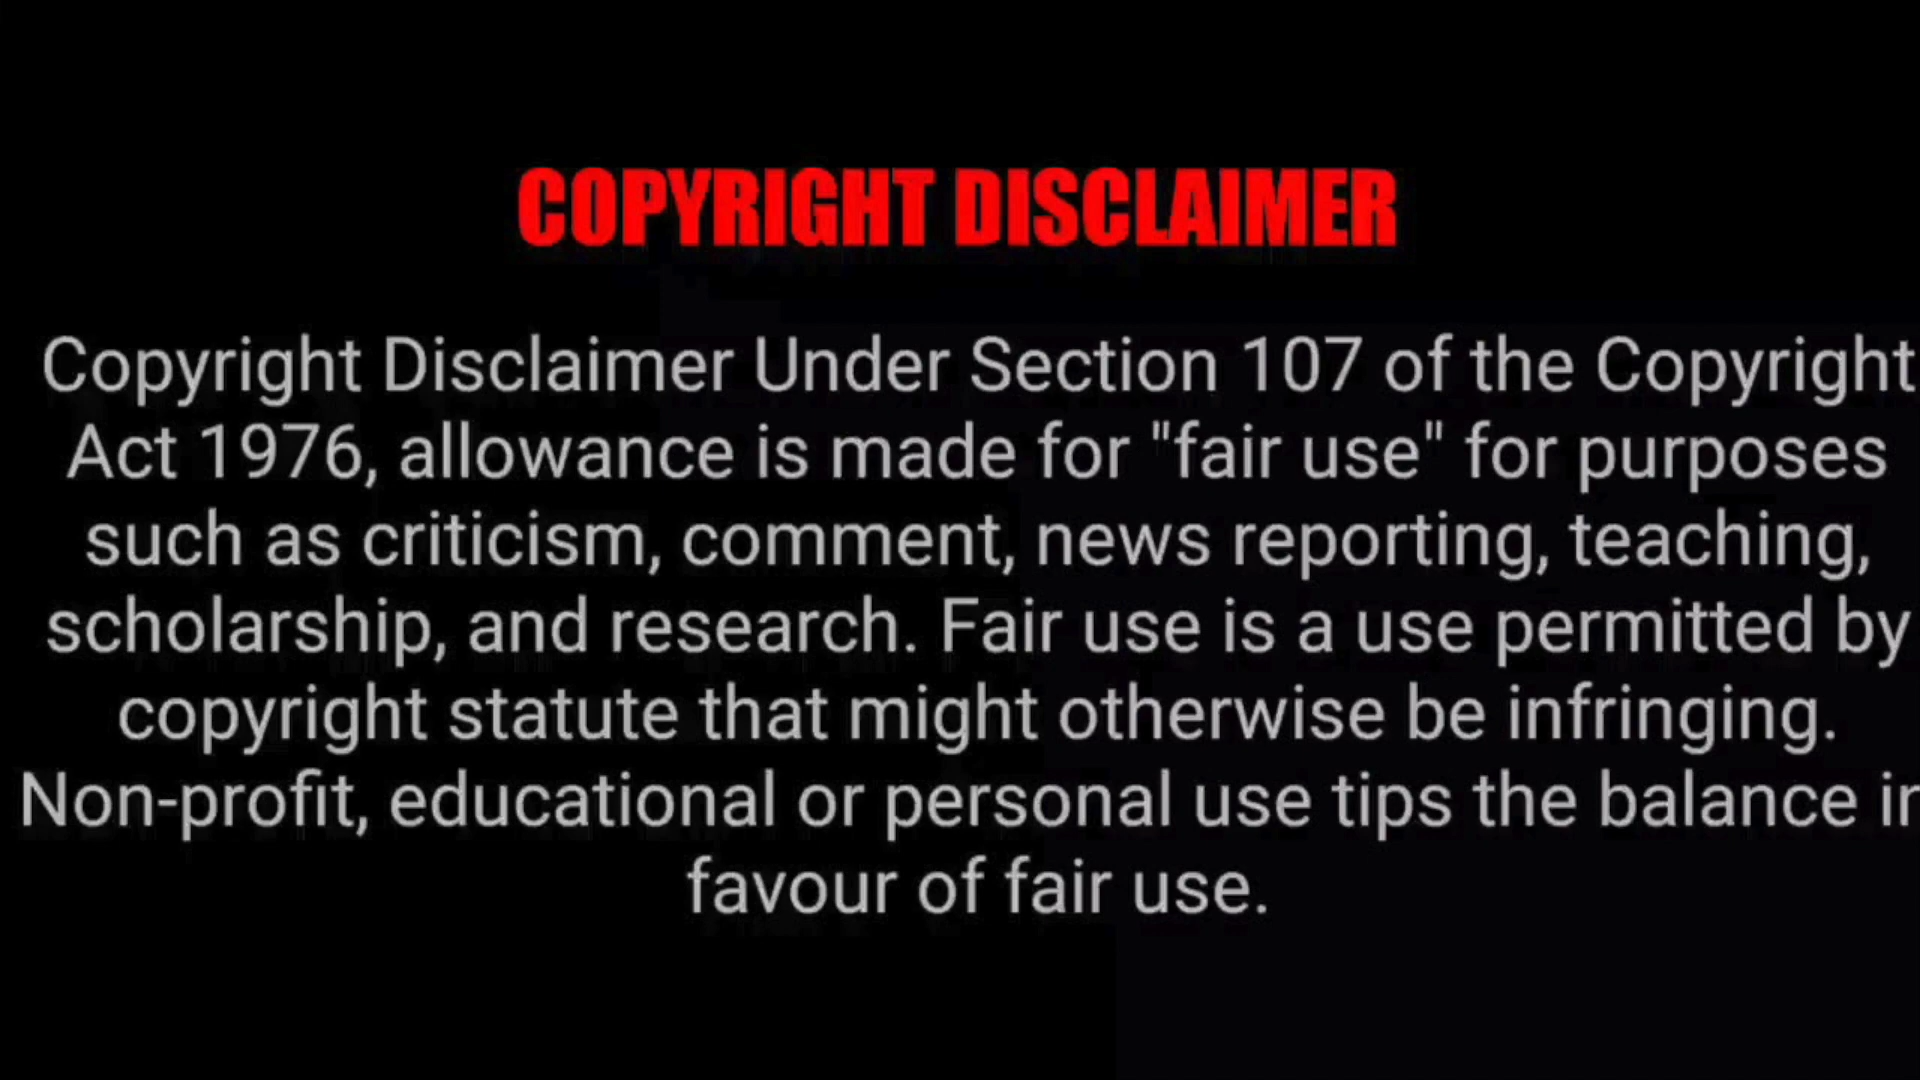 COPYRIGHT DISCLAIMER
Copyright Disclaimer Under Section 107 of the Copyright
Act 1976, allowance is made for "fair use" for purposes
such as criticism, comment, news reporting, teaching,
scholarship, and research. Fair use is a use permitted by
copyright statute that might otherwise be infringing.
Non-profit, educational or personal use tips the balance in
favour of fair use.